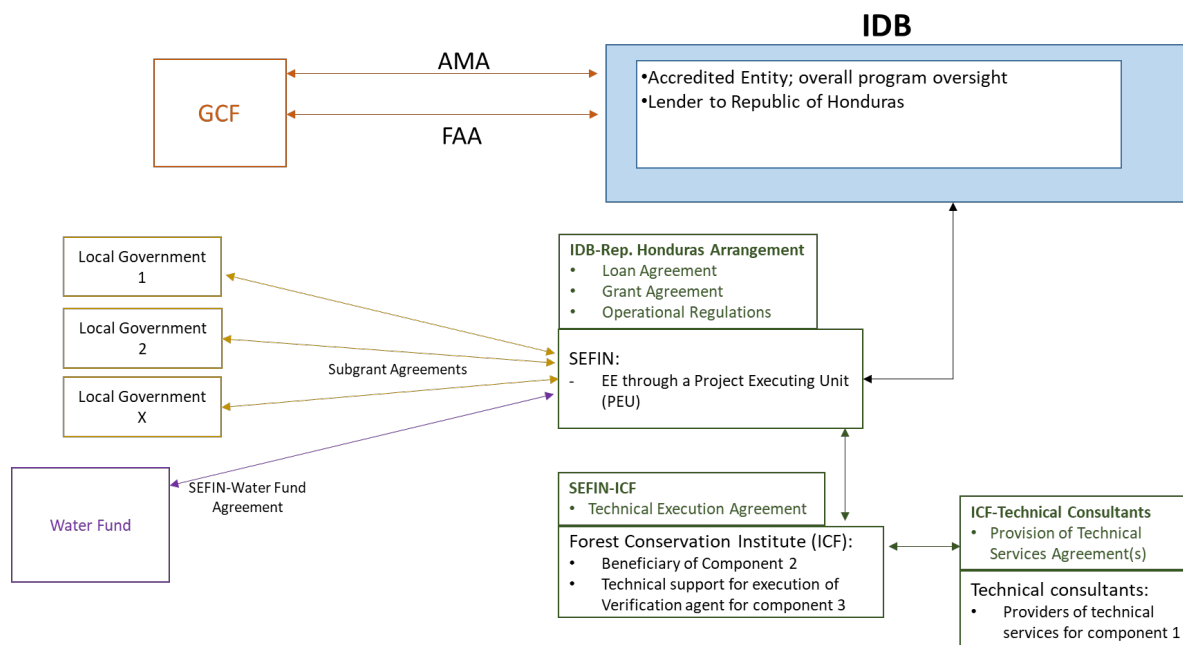 IDB
AMA
GCF
FAA
•Accredited Entity; overall program oversight
•Lender to Republic of Honduras
Local Government
1
Local Government
2
Local Government
X
Subgrant Agreements
Water Fund
SEFIN-Water Fund
Agreement
IDB-Rep. Honduras Arrangement
• Loan Agreement
• Grant Agreement
• Operational Regulations
SEFIN:
- EE through a Project Executing Unit
(PEU)
SEFIN-ICF
• Technical Execution Agreement
Forest Conservation Institute (ICF):
• Beneficiary of Component 2
• Technical support for execution of
Verification agent for component 3
ICF-Technical Consultants
• Provision of Technical
Services Agreement(s)
Technical consultants:
• Providers of technical
services for component 1